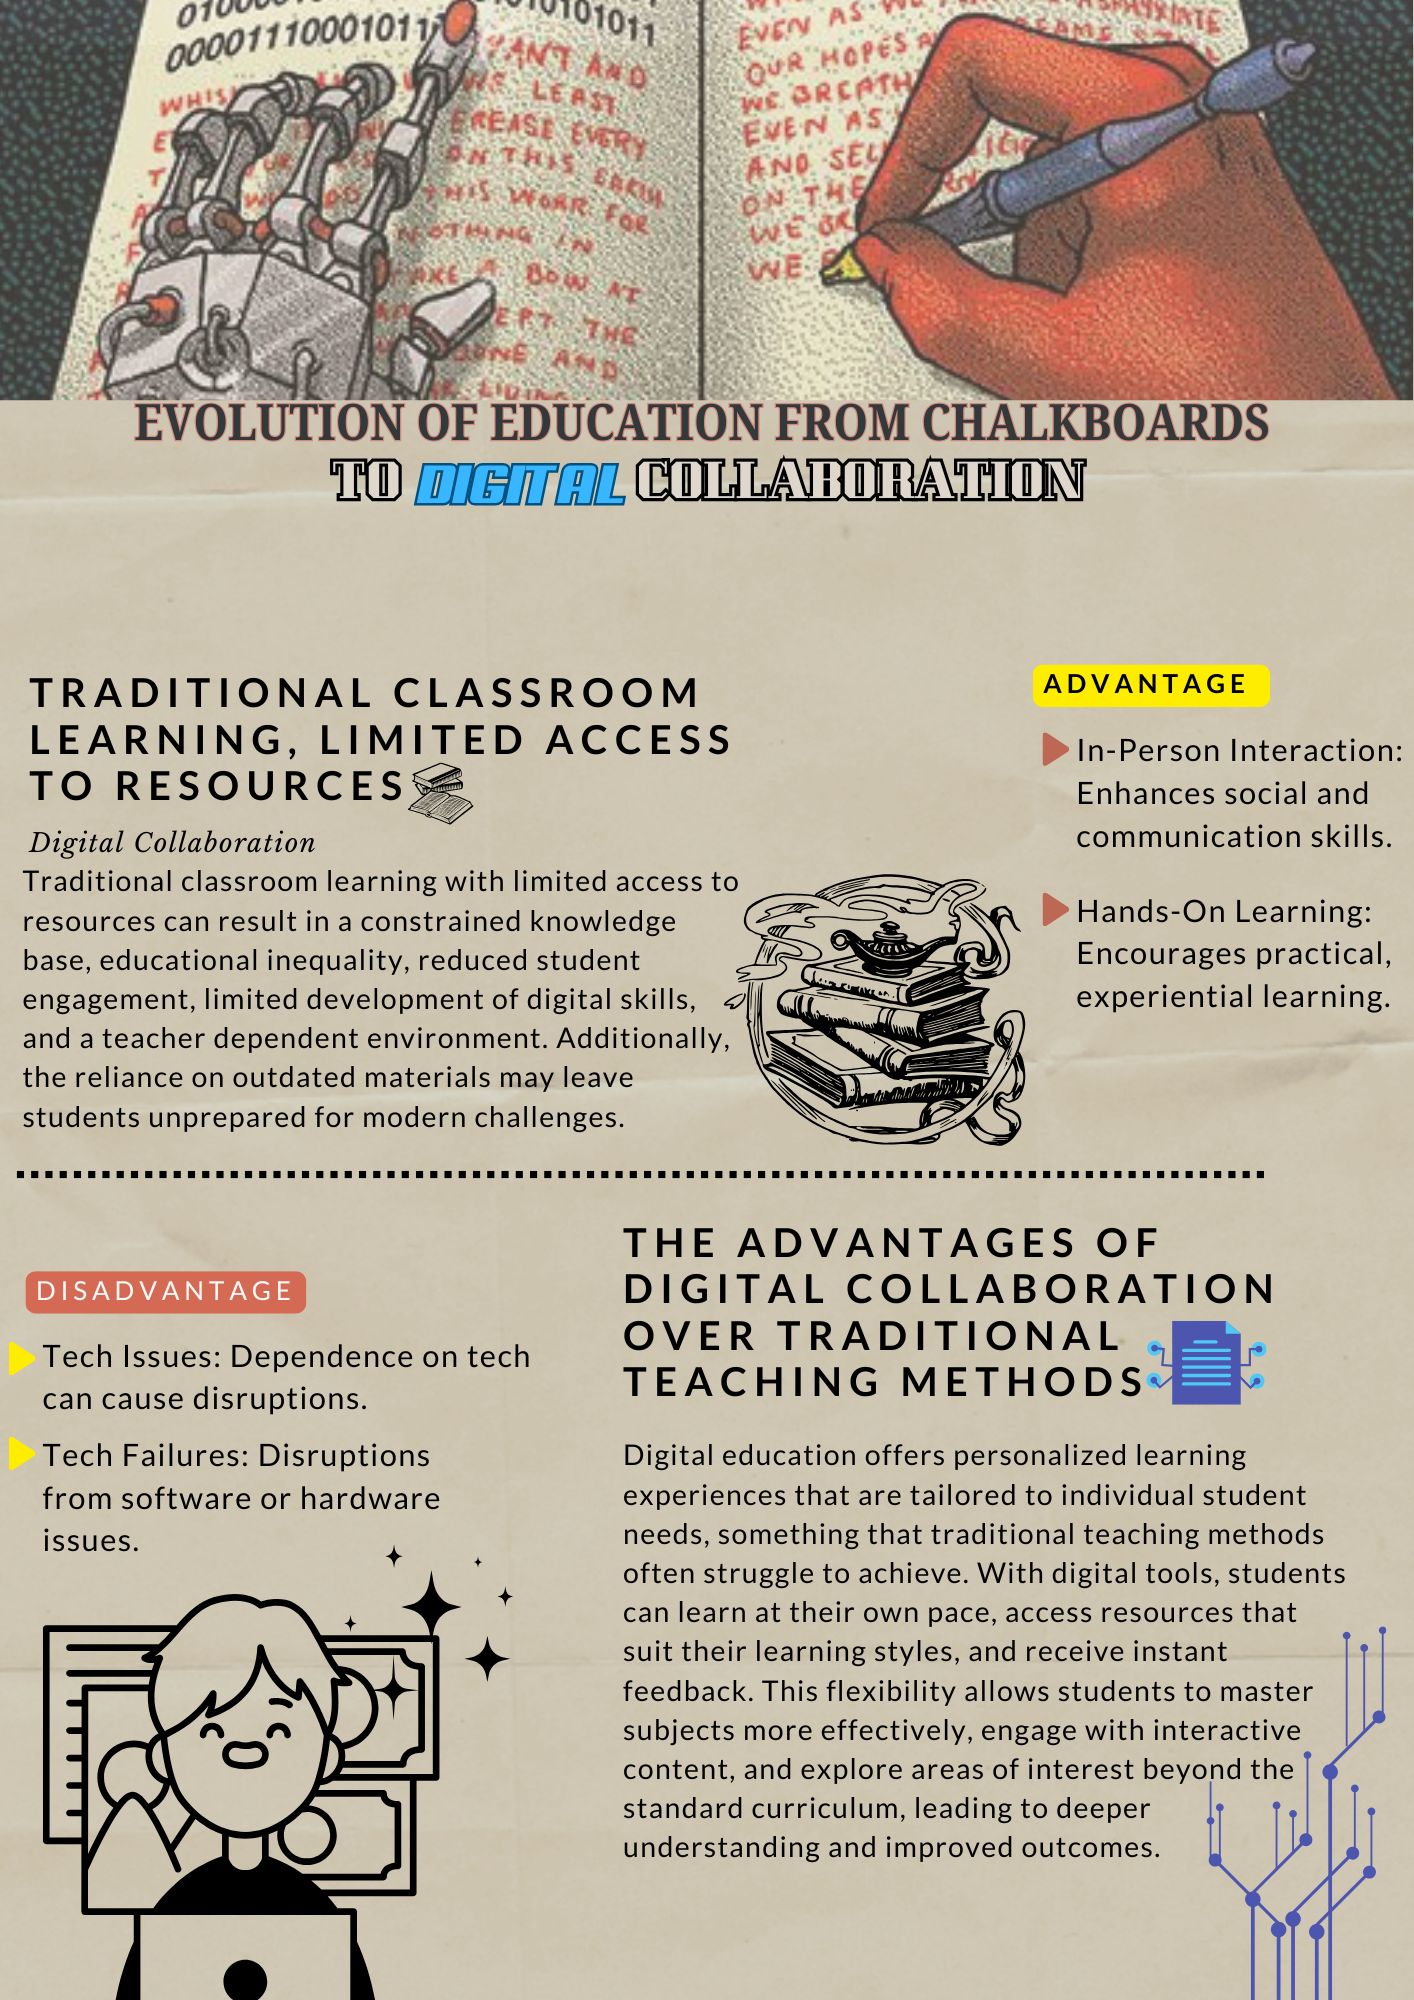 000011100010111
01010101011
WHIS
WANT AND
WE LEAST
EREASE EVERY
ON THIS EARTH
THIS WORK FOR
NOTHING IN
TAKE A BOW AT
EPT THE
DONE AND
LIVING
EVEN AS WE
OUR HOPES
WE BREATH
EVEN AS
AND SEL
ON THE
WE BR
WE
EVOLUTION OF EDUCATION FROM CHALKBOARDS
TO DIGITAL COLLABORATION
TRADITIONAL CLASSROOM
LEARNING, LIMITED ACCESS
TO RESOURCES
Digital Collaboration
Traditional classroom learning with limited access to
resources can result in a constrained knowledge
base, educational inequality, reduced student
engagement, limited development of digital skills,
and a teacher dependent environment. Additionally,
the reliance on outdated materials may leave
students unprepared for modern challenges.
ADVANTAGE
In-Person Interaction:
Enhances social and
communication skills.
Hands-On Learning:
Encourages practical,
experiential learning.
DISADVANTAGE
Tech Issues: Dependence on tech
can cause disruptions.
Tech Failures: Disruptions
from software or hardware
issues.
THE ADVANTAGES OF
DIGITAL COLLABORATION
OVER TRADITIONAL
TEACHING METHODS
Digital education offers personalized learning
experiences that are tailored to individual student
needs, something that traditional teaching methods
often struggle to achieve. With digital tools, students
can learn at their own pace, access resources that
suit their learning styles, and receive instant
feedback. This flexibility allows students to master
subjects more effectively, engage with interactive
content, and explore areas of interest beyond the
standard curriculum, leading to deeper
understanding and improved outcomes.